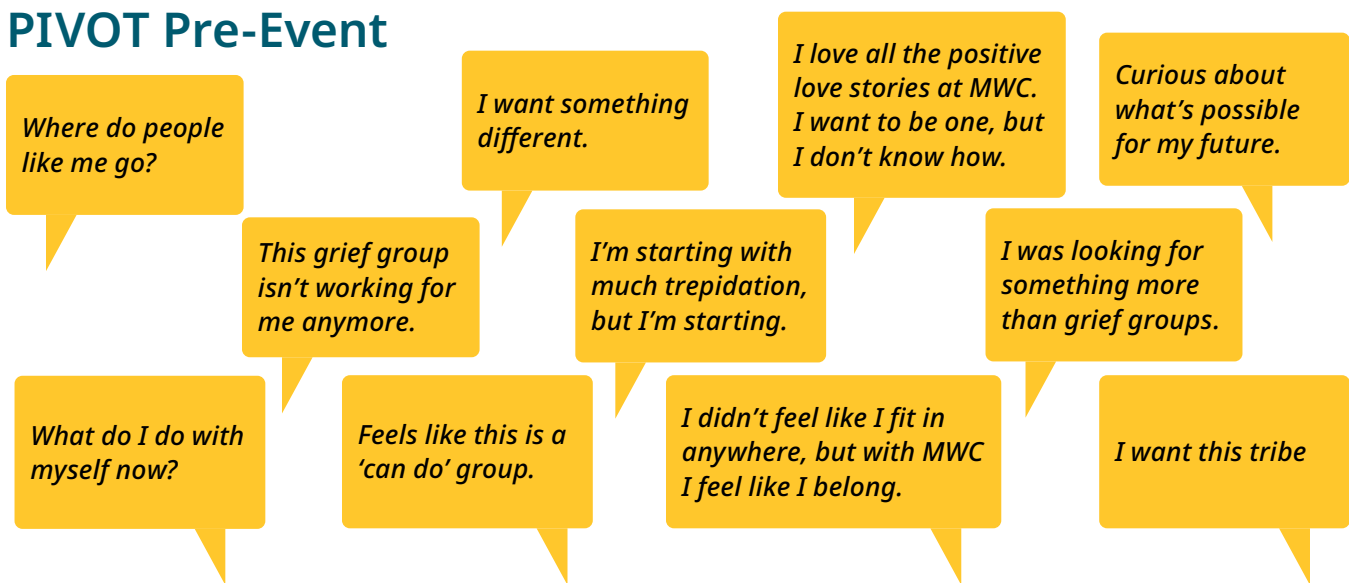 PIVOT Pre-Event
Where do people
like me go?
I want something
different.
I love all the positive
love stories at MWC.
I want to be one, but
I don’t know how.
Curious about
what’s possible
for my future.
This grief group
isn’t working for
me anymore.
I’m starting with
much trepidation,
but I’m starting.
I was looking for
something more
than grief groups.
What do I do with
myself now?
Feels like this is a
‘can do’ group.
I didn’t feel like I fit in
anywhere, but with MWC
I feel like I belong.
I want this tribe